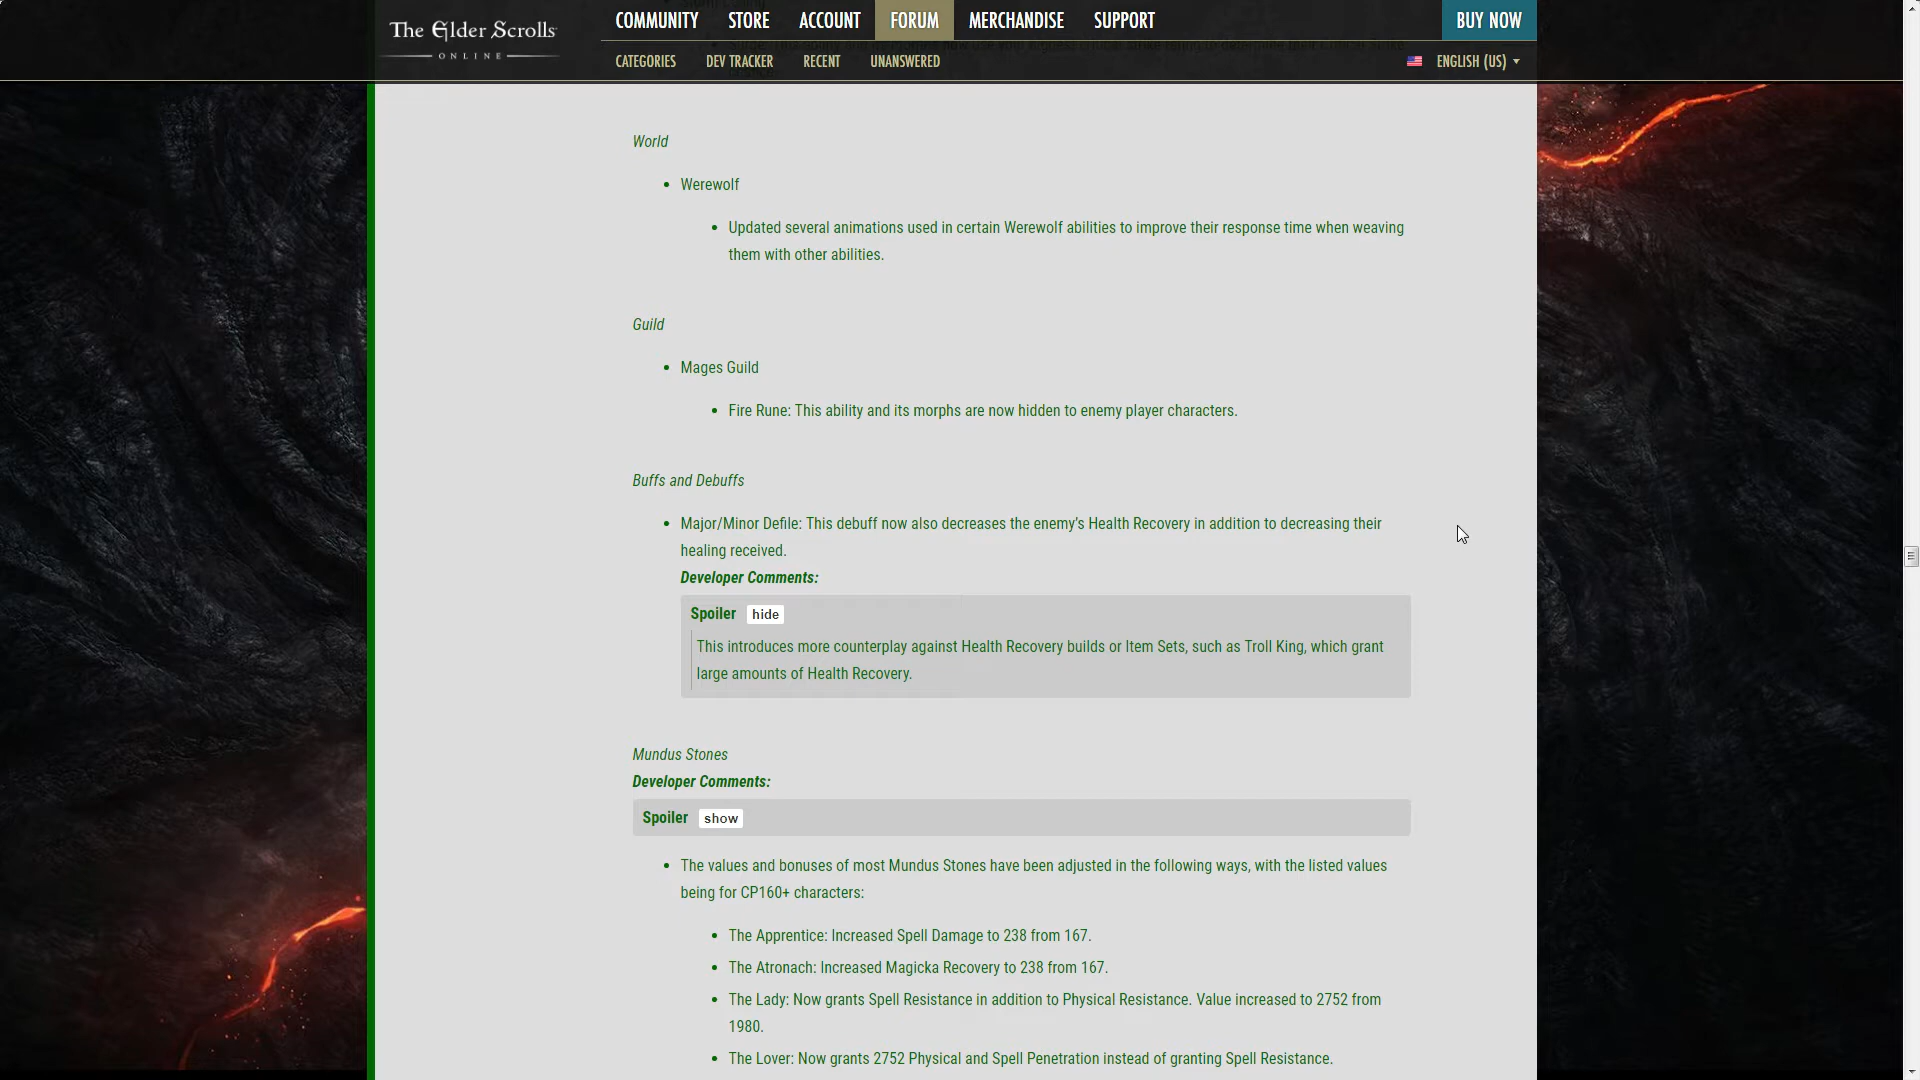 The Elder Scrolls
ONLINE
COMMUNITY STORE ACCOUNT FORUM MERCHANDISE SUPPORT BUY NOW
CATEGORIES DEV TRACKER RECENT UNANSWERED ENGLISH (US)
World
Werewolf
Updated several animations used in certain Werewolf abilities to improve their response time when weaving
them with other abilities.
Guild
Mages Guild
Fire Rune: This ability and its morphs are now hidden to enemy player characters.
Buffs and Debuffs
Major/Minor Defile: This debuff now also decreases the enemy's Health Recovery in addition to decreasing their
healing received.
Developer Comments:
Spoiler hide
This introduces more counterplay against Health Recovery builds or Item Sets, such as Troll King, which grant
large amounts of Health Recovery.
Mundus Stones
Developer Comments:
Spoiler show
The values and bonuses of most Mundus Stones have been adjusted in the following ways, with the listed values
being for CP160+ characters:
The Apprentice: Increased Spell Damage to 238 from 167.
The Atronach: Increased Magicka Recovery to 238 from 167.
The Lady: Now grants Spell Resistance in addition to Physical Resistance. Value increased to 2752 from
1980.
The Lover: Now grants 2752 Physical and Spell Penetration instead of granting Spell Resistance.